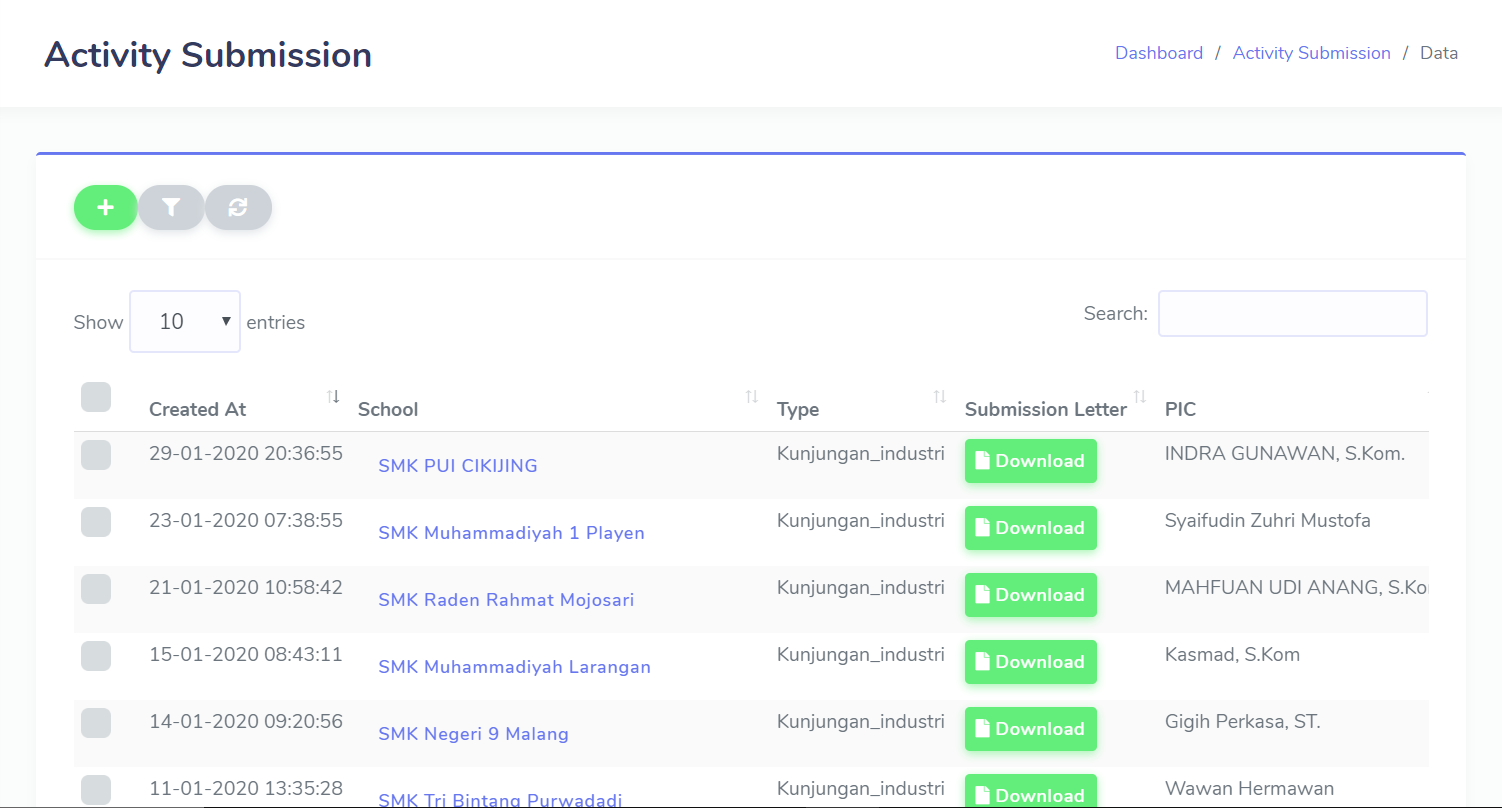 Activity Submission
Dashboard / Activity Submission / Data
Show 10 entries
Search:
Created At School Type Submission Letter PIC
29-01-2020 20:36:55 SMK PUI CIKIJING Kunjungan_industri Download INDRA GUNAWAN, S.Kom.
23-01-2020 07:38:55 SMK Muhammadiyah 1 Playen Kunjungan_industri Download Syaifudin Zuhri Mustofa
21-01-2020 10:58:42 SMK Raden Rahmat Mojosari Kunjungan_industri Download MAHFUAN UDI ANANG, S.Ko
15-01-2020 08:43:11 SMK Muhammadiyah Larangan Kunjungan_industri Download Kasmad, S.Kom
14-01-2020 09:20:56 SMK Negeri 9 Malang Kunjungan_industri Download Gigih Perkasa, ST.
11-01-2020 13:35:28 SMK Tri Bintang Purwadadi Kunjungan_industri Download Wawan Hermawan